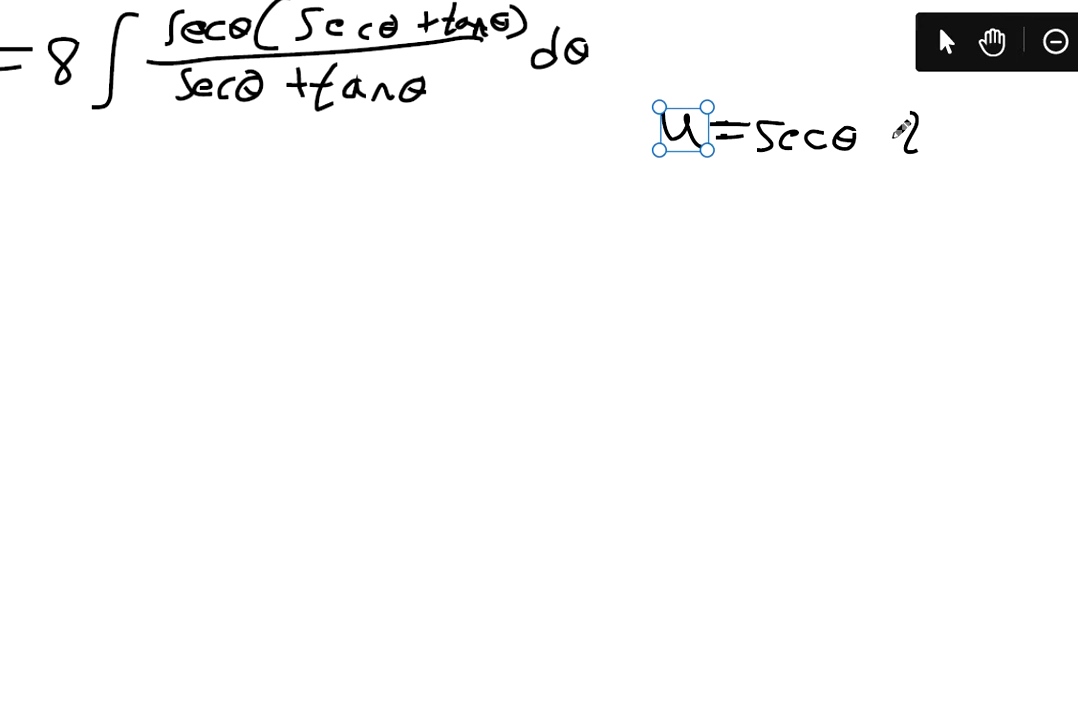 = 8 ∫ secθ(secθ + tanθ) / secθ + tanθ dθ
u = secθ